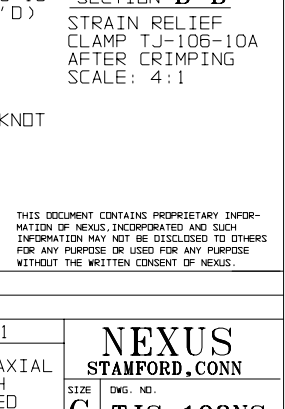 'D)
STRAIN RELIEF
CLAMP TJ-106-10A
AFTER CRIMPING
SCALE: 4:1
KNOT
THIS DOCUMENT CONTAINS PROPRIETARY INFOR-
MATION OF NEXUS,INCORPORATED AND SUCH
INFORMATION MAY NOT BE DISCLOSED TO OTHERS
FOR ANY PURPOSE OR USED FOR ANY PURPOSE
WITHOUT THE WRITTEN CONSENT OF NEXUS.
1
NEXUS
STAMFORD,CONN
AXIAL
H
ED
SIZE
DWG. NO.